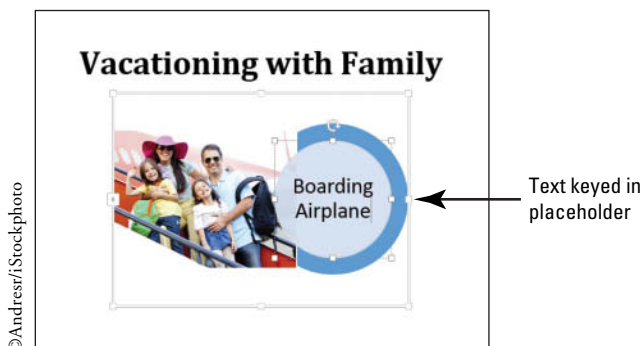 Vacationing with Family
Boarding
Airplane
Text keyed in
placeholder
©Andresr/iStockphoto